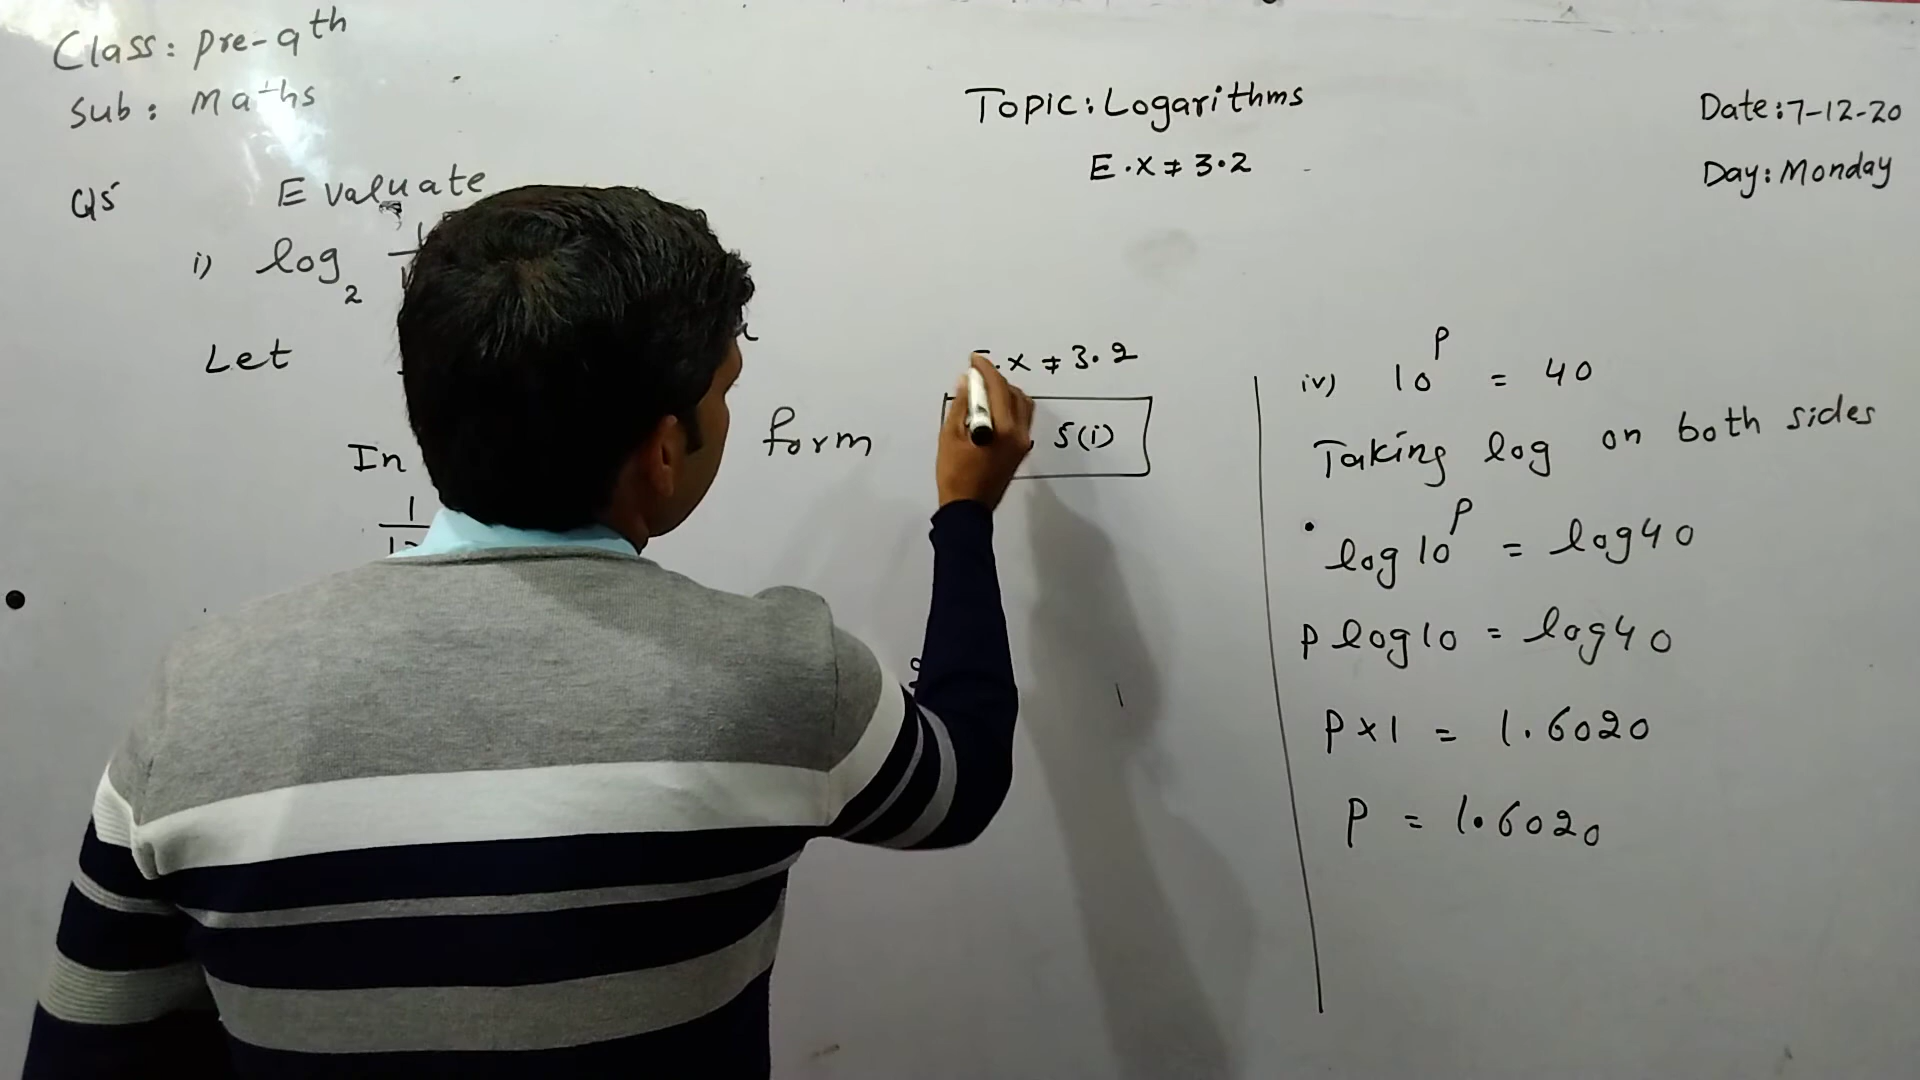 Class: Pre-9th
Sub: Maths
Topic: Logarithms
E.X # 3.2
Date: 7-12-20
Day: Monday
Q5 Evaluate
i) log₂
Let
In form
.X # 3.2
5(i)
iv) 10^P = 40
Taking log on both sides
log 10^P = log 40
P log 10 = log 40
P x 1 = 1.6020
P = 1.6020